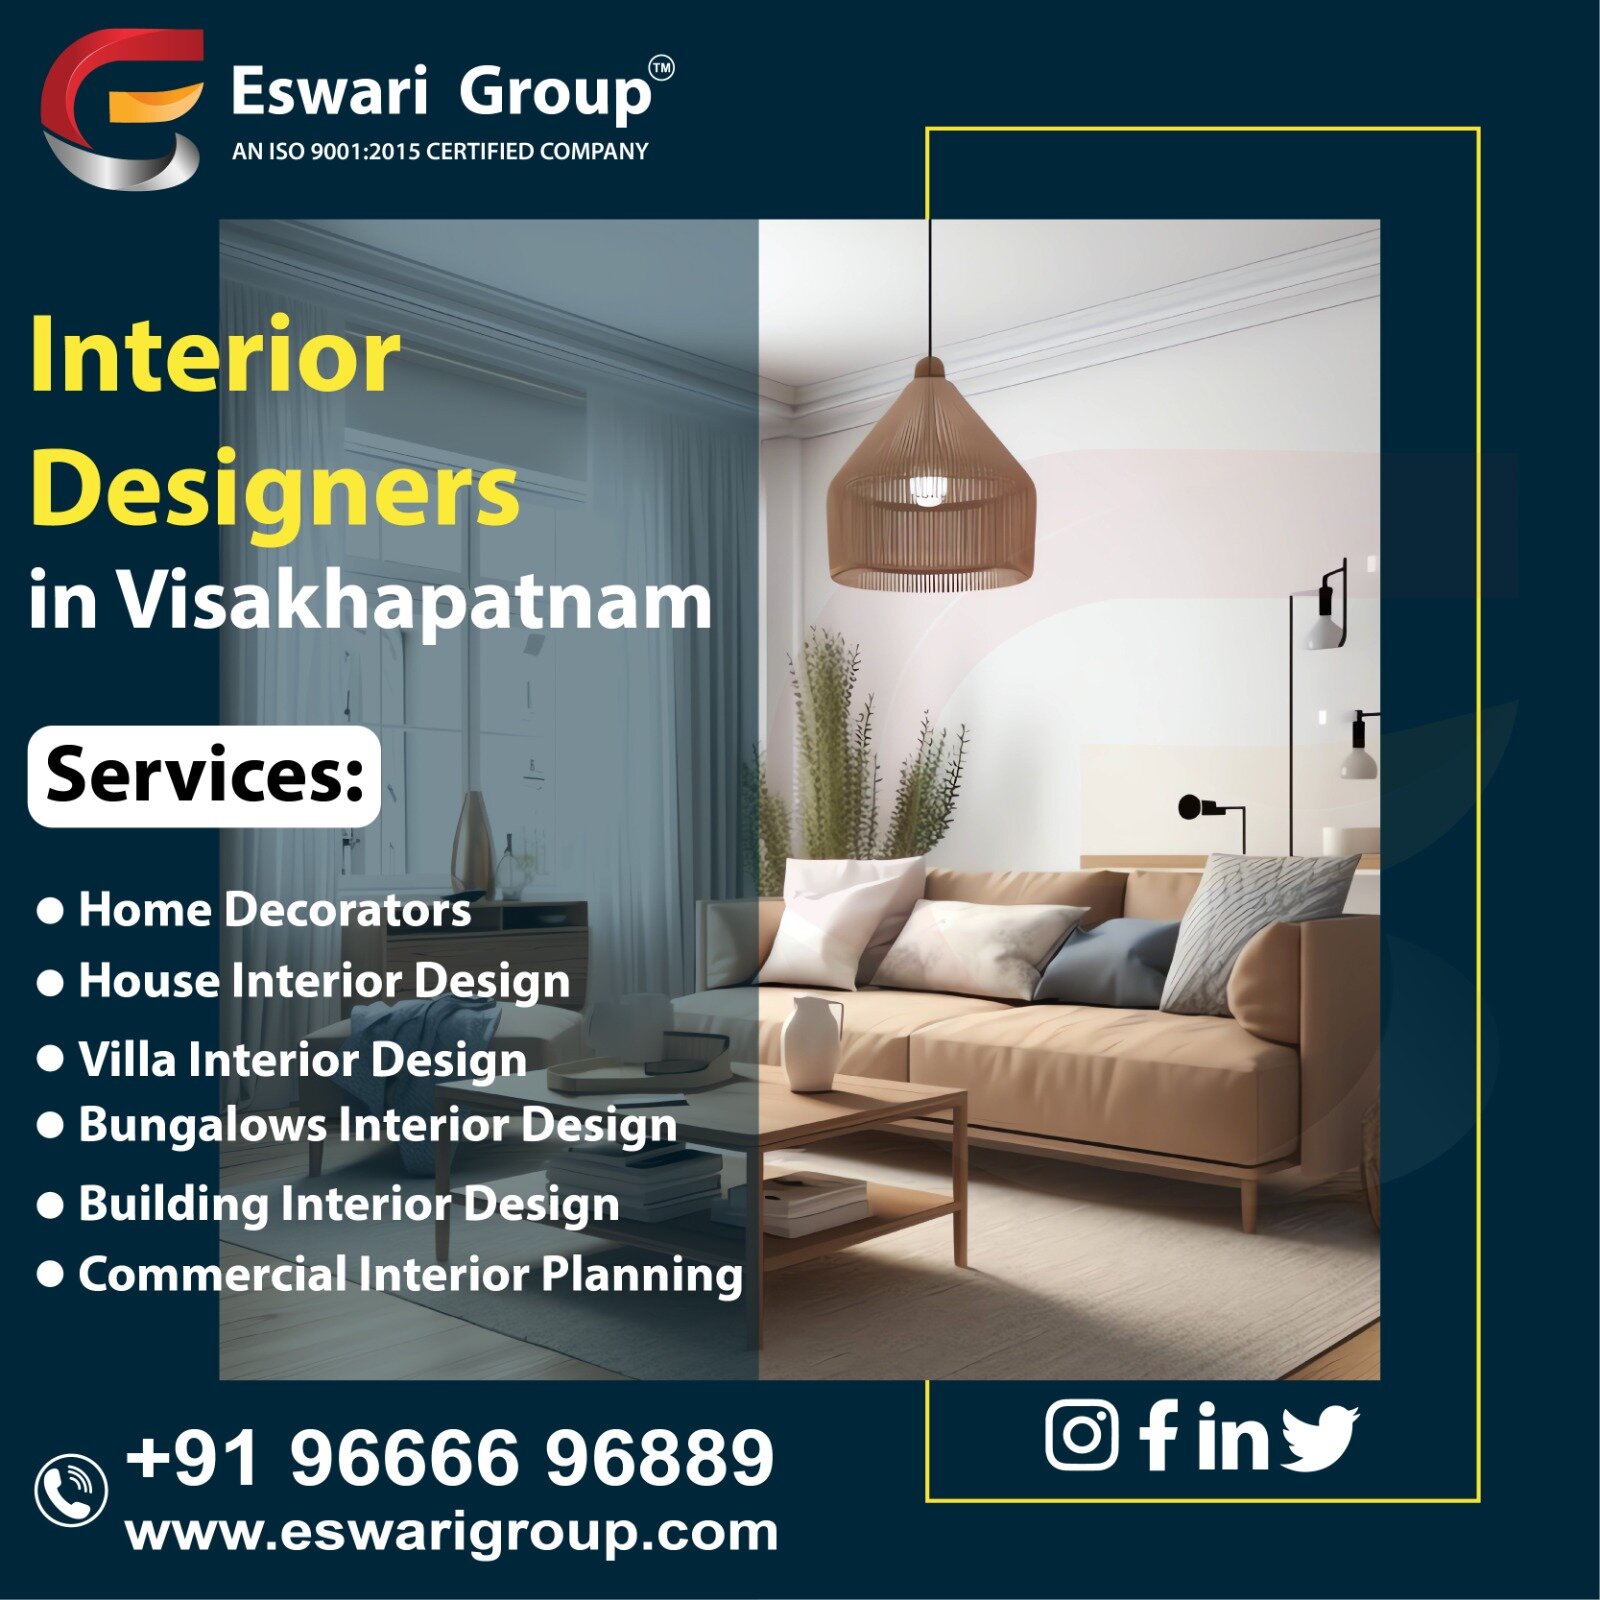 Eswari Group™
AN ISO 9001:2015 CERTIFIED COMPANY
Interior
Designers
in Visakhapatnam
Services:
● Home Decorators
● House Interior Design
● Villa Interior Design
● Bungalows Interior Design
● Building Interior Design
● Commercial Interior Planning
+91 96666 96889
www.eswarigroup.com